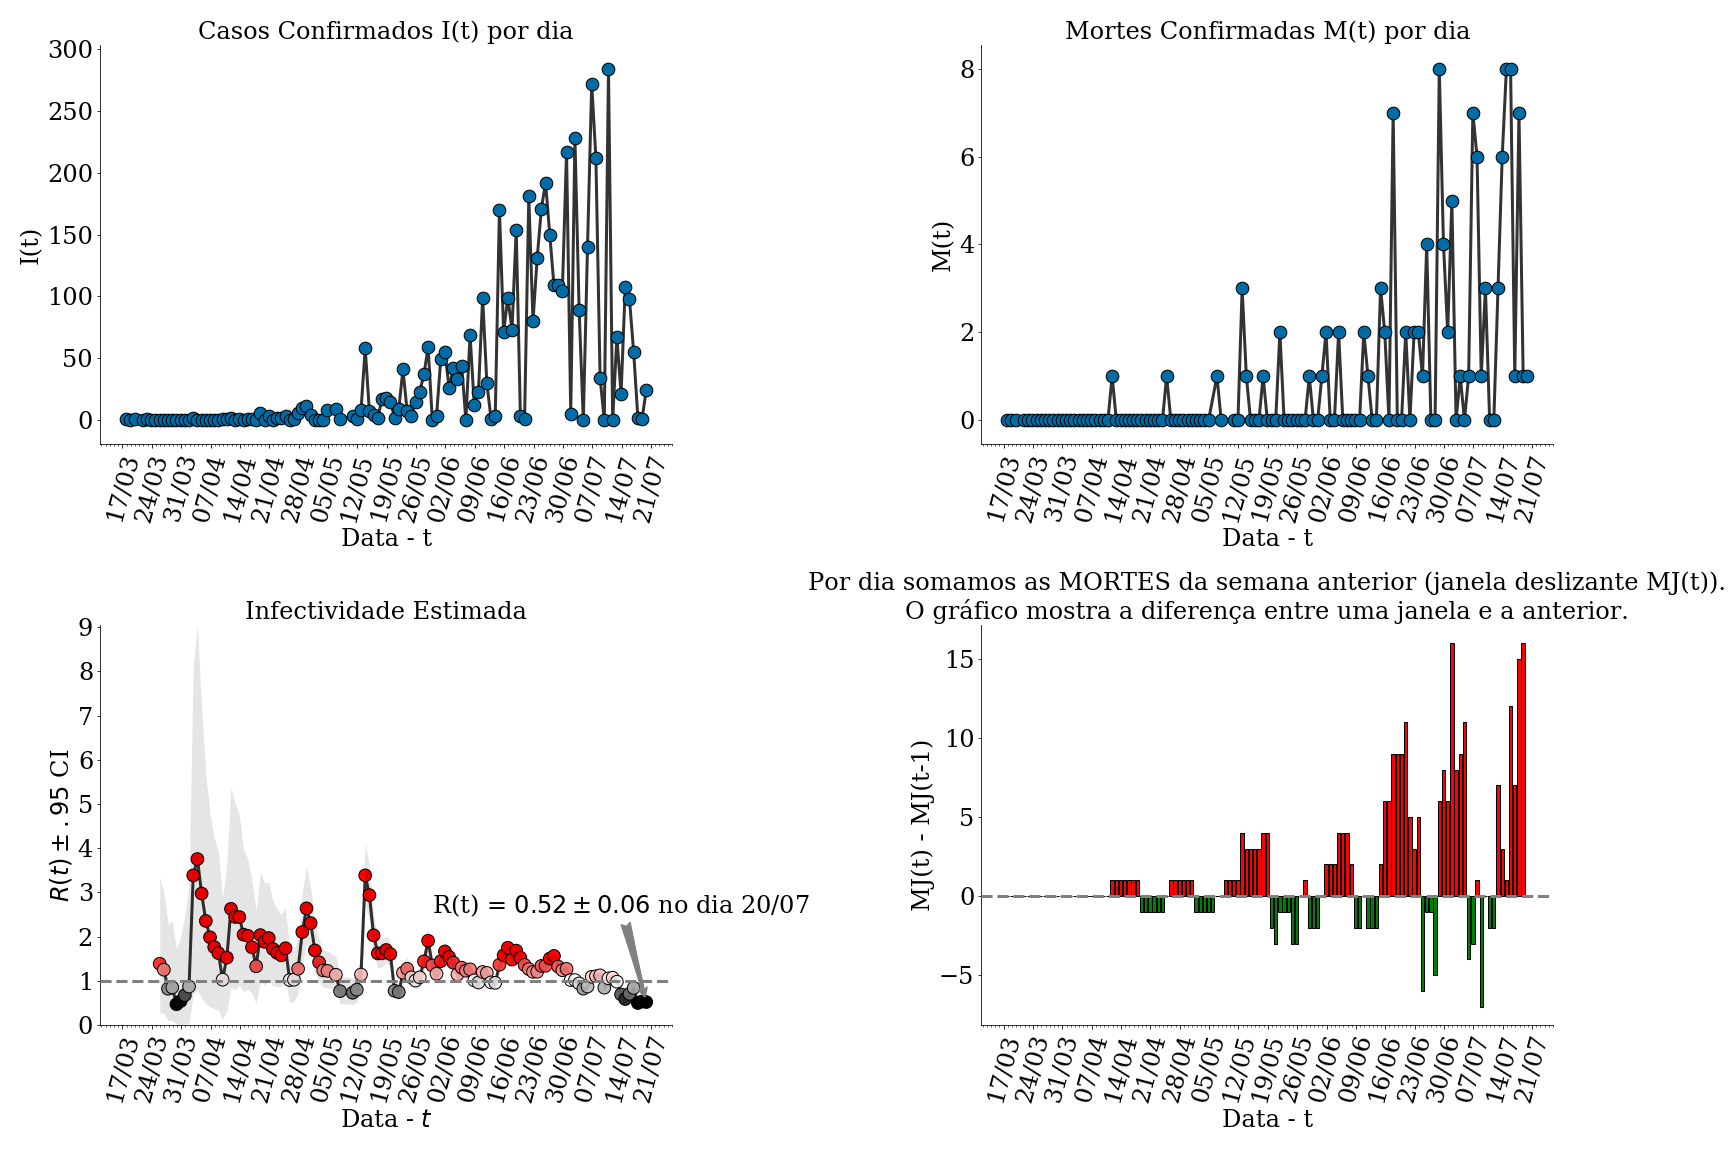 Casos Confirmados I(t) por dia
300
250
200
150
100
50
0
I(t)
17/03 24/03 31/03 07/04 14/04 21/04 28/04 05/05 12/05 19/05 26/05 02/06 09/06 16/06 23/06 30/06 07/07 14/07 21/07
Data - t
Mortes Confirmadas M(t) por dia
8
6
4
2
0
M(t)
17/03 24/03 31/03 07/04 14/04 21/04 28/04 05/05 12/05 19/05 26/05 02/06 09/06 16/06 23/06 30/06 07/07 14/07 21/07
Data - t
Infectividade Estimada
9
8
7
6
5
4
3
2
1
0
R(t) ± .95 CI
R(t) = 0.52 ± 0.06 no dia 20/07
17/03 24/03 31/03 07/04 14/04 21/04 28/04 05/05 12/05 19/05 26/05 02/06 09/06 16/06 23/06 30/06 07/07 14/07 21/07
Data - t
Por dia somamos as MORTES da semana anterior (janela deslizante MJ(t)).
O gráfico mostra a diferença entre uma janela e a anterior.
15
10
5
0
−5
MJ(t) - MJ(t-1)
17/03 24/03 31/03 07/04 14/04 21/04 28/04 05/05 12/05 19/05 26/05 02/06 09/06 16/06 23/06 30/06 07/07 14/07 21/07
Data - t